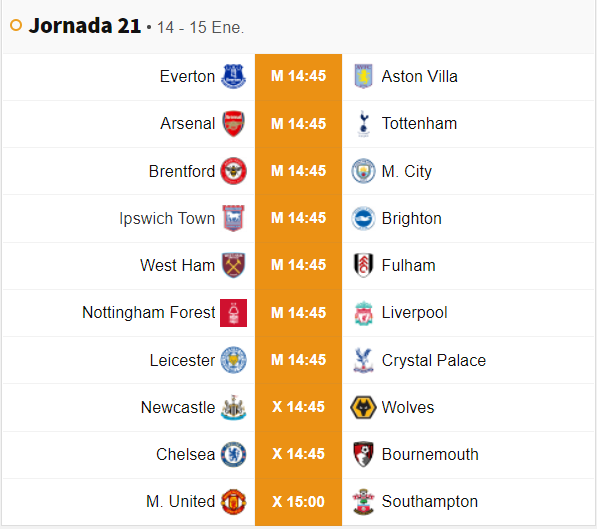 Jornada 21 • 14 - 15 Ene.
Everton M 14:45 Aston Villa
Arsenal M 14:45 Tottenham
Brentford M 14:45 M. City
Ipswich Town M 14:45 Brighton
West Ham M 14:45 Fulham
Nottingham Forest M 14:45 Liverpool
Leicester M 14:45 Crystal Palace
Newcastle X 14:45 Wolves
Chelsea X 14:45 Bournemouth
M. United X 15:00 Southampton